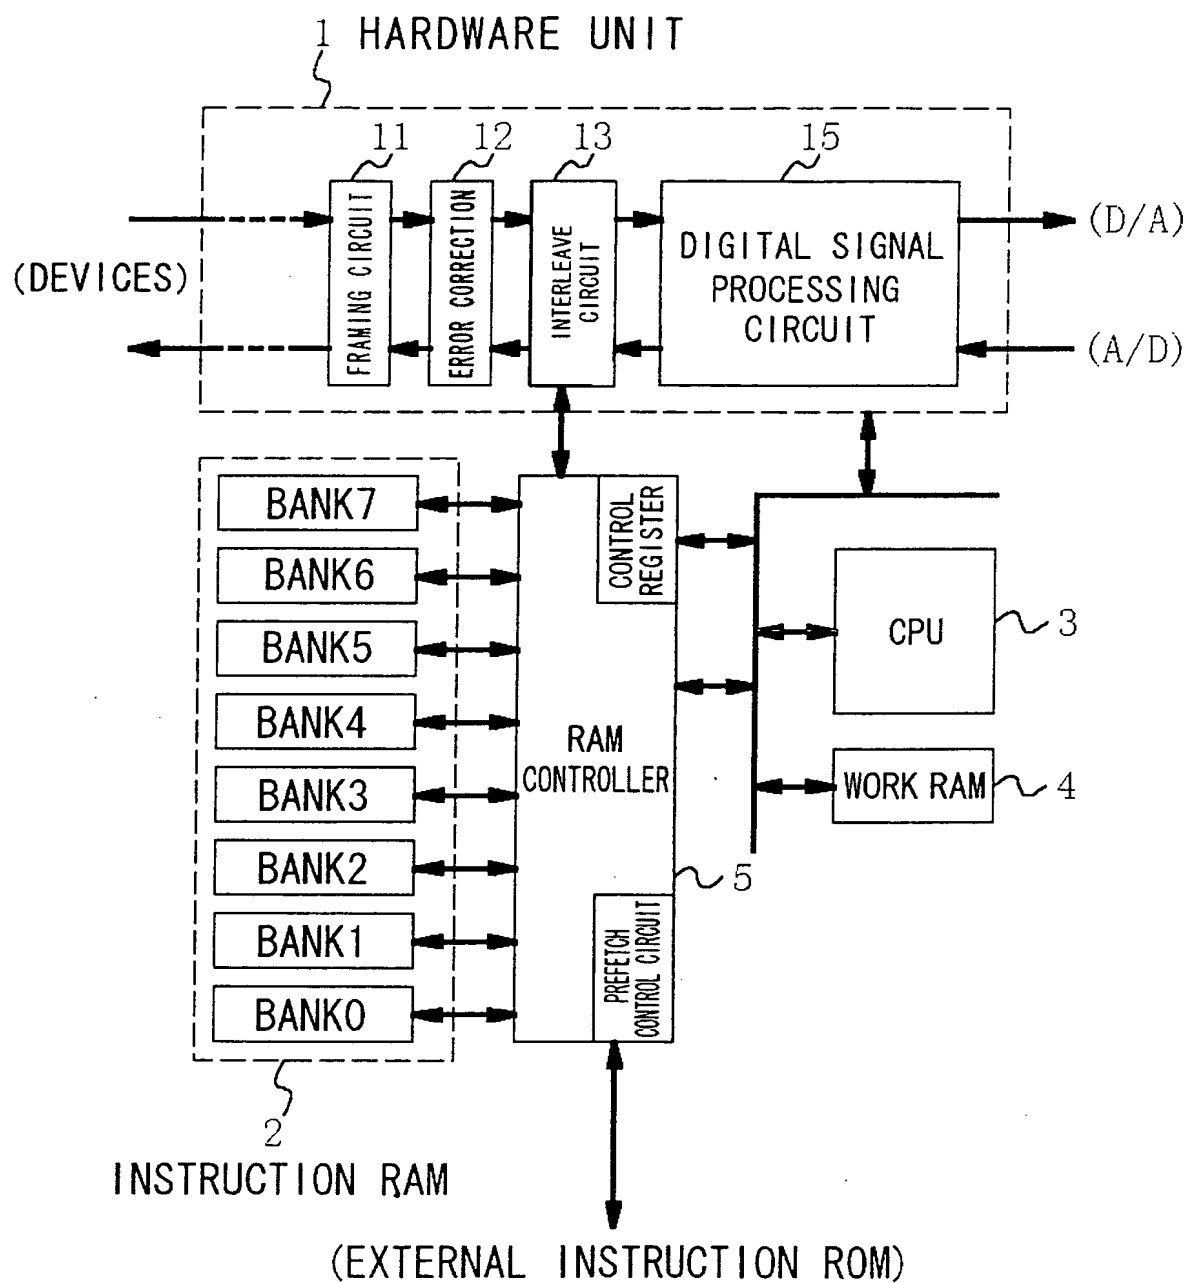 1 HARDWARE UNIT
11
12
13
15
FRAMING CIRCUIT
ERROR CORRECTION
INTERLEAVE
CIRCUIT
DIGITAL SIGNAL
PROCESSING
CIRCUIT
(D/A)
(DEVICES)
(A/D)
BANK7
BANK6
BANK5
BANK4
BANK3
BANK2
BANK1
BANK0
2
INSTRUCTION RAM
CONTROL
REGISTER
RAM
CONTROLLER
5
PREFETCH
CONTROL CIRCUIT
CPU
3
WORK RAM
4
(EXTERNAL INSTRUCTION ROM)